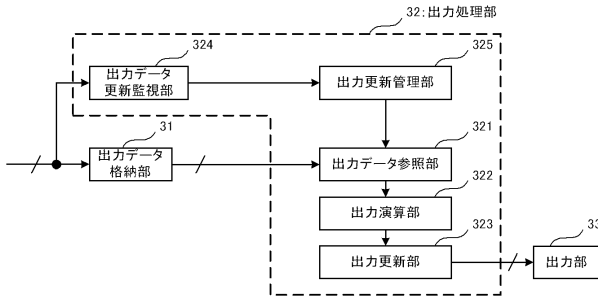 32:出力処理部
324
出力データ
更新監視部
325
出力更新管理部
31
出力データ
格納部
321
出力データ参照部
322
出力演算部
323
出力更新部
33
出力部